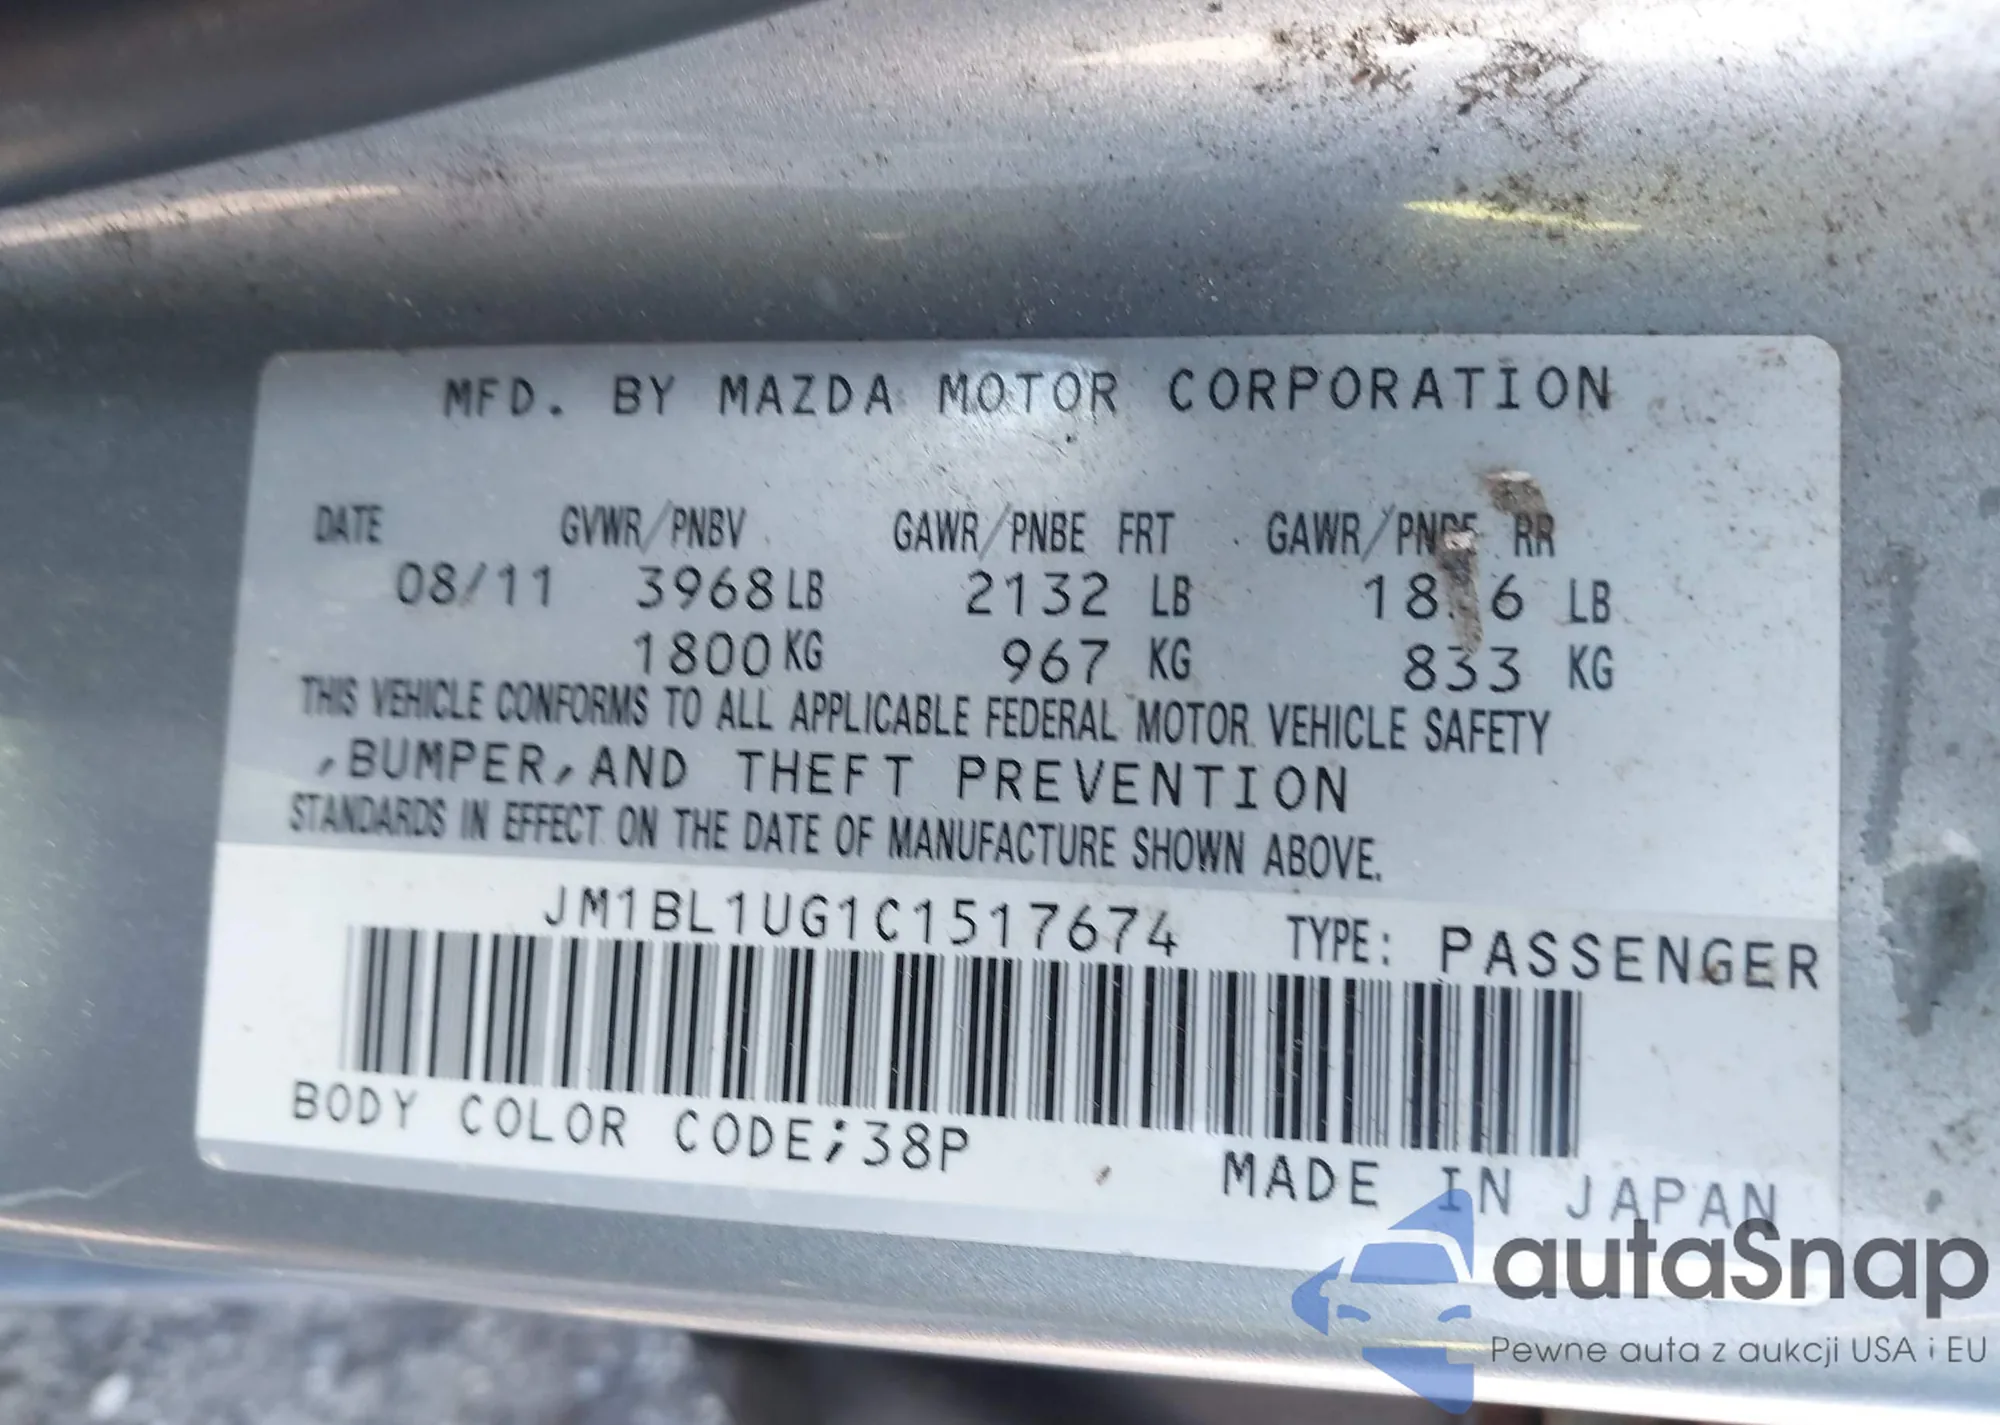 MFD. BY MAZDA MOTOR CORPORATION
DATE GVWR/PNBV GAWR/PNBE FRT GAWR/PNBE RR
08/11 3968 LB 2132 LB LB
1800 KG 967 KG 833 KG
THIS VEHICLE CONFORMS TO ALL APPLICABLE FEDERAL MOTOR VEHICLE SAFETY
,BUMPER,AND THEFT PREVENTION
STANDARDS IN EFFECT ON THE DATE OF MANUFACTURE SHOWN ABOVE.
JM1BL1UG1C1517674 TYPE: PASSENGER
BODY COLOR CODE;38P
MADE IN JAPAN
autaSnap
Pewne auta z aukcji USA i EU